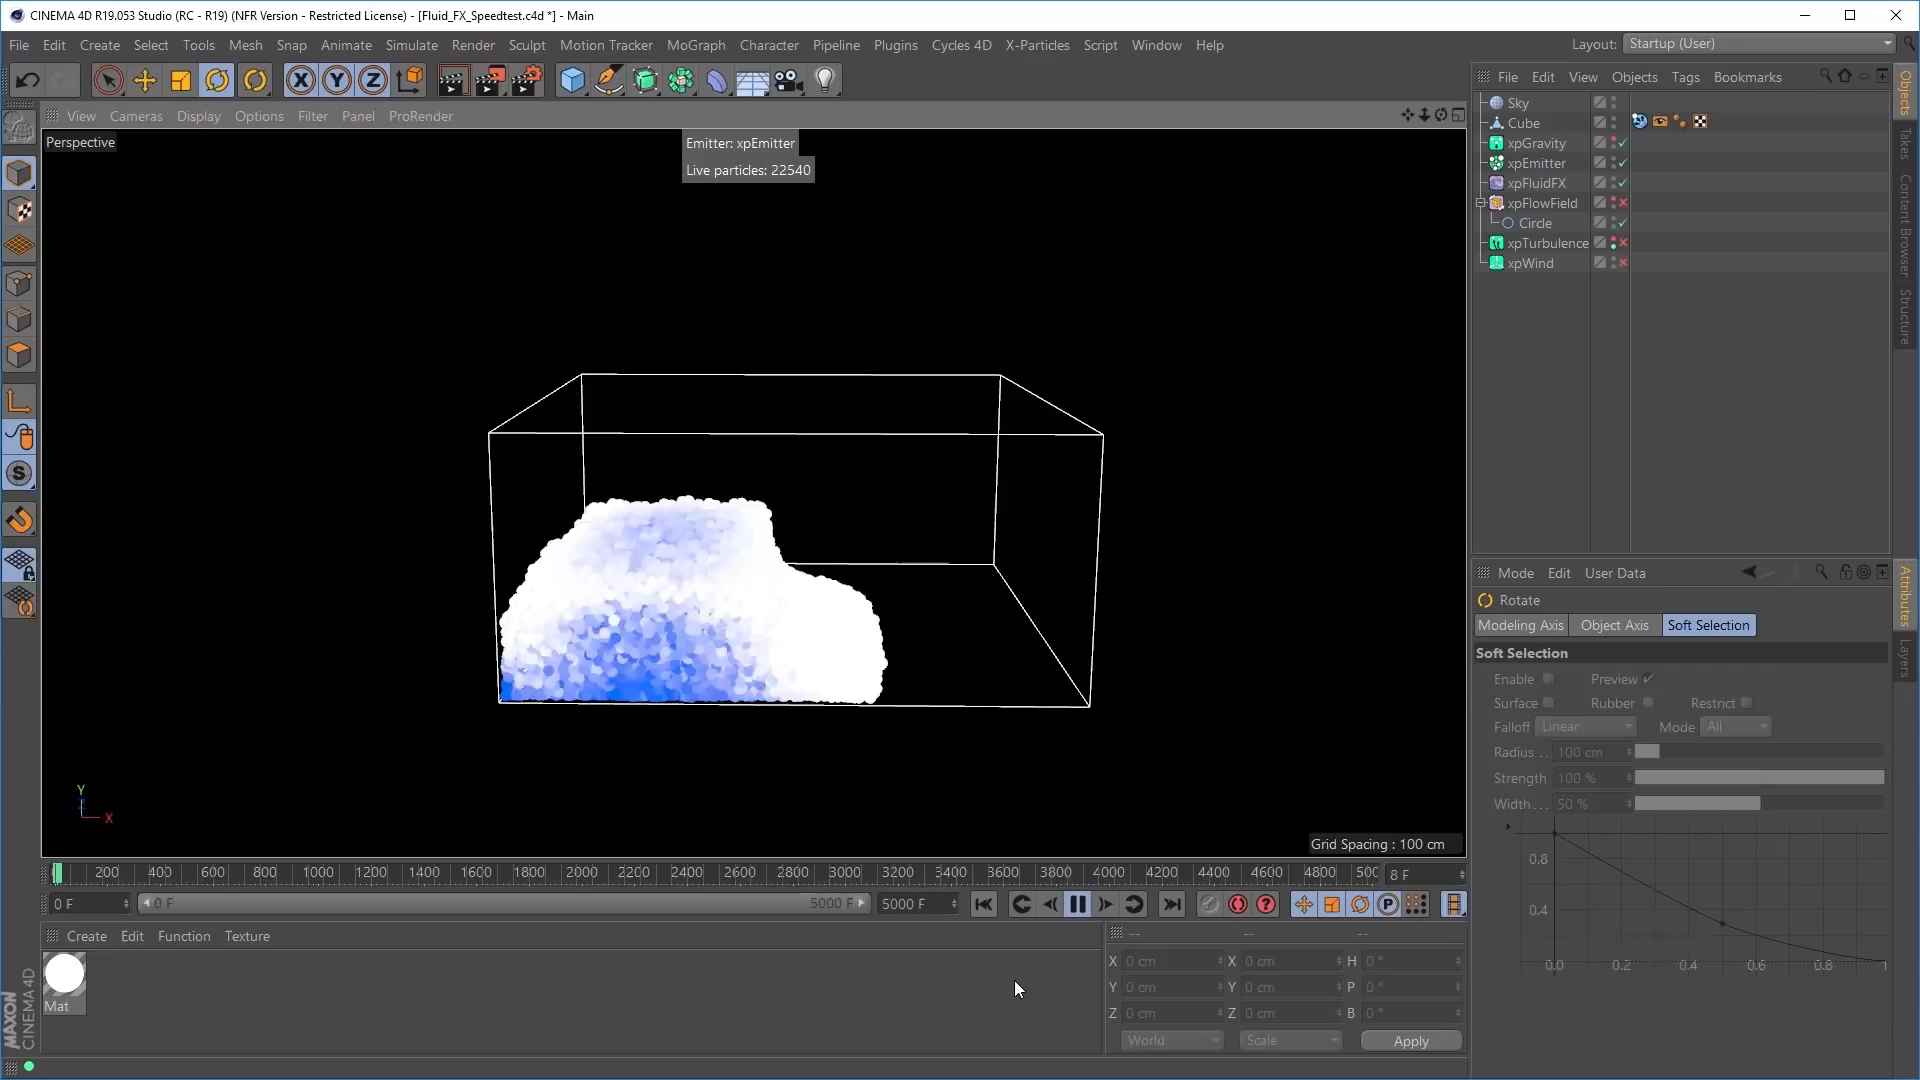 CINEMA 4D R19.053 Studio (RC - R19) (NFR Version - Restricted License) - [Fluid_FX_Speedtest.c4d *] - Main
File Edit Create Select Tools Mesh Snap Animate Simulate Render Sculpt Motion Tracker MoGraph Character Pipeline Plugins Cycles 4D X-Particles Script Window Help Layout: Startup (User)
View Cameras Display Options Filter Panel ProRender
Perspective
Emitter: xpEmitter
Live particles: 22540
Y
Z
X
Grid Spacing : 100 cm
200 400 600 800 1000 1200 1400 1600 1800 2000 2200 2400 2600 2800 3000 3200 3400 3600 3800 4000 4200 4400 4600 4800 500 8 F
0 F 0 F 5000 F 5000 F
Create Edit Function Texture
Mat
MAXON
CINEMA 4D
-- -- --
X 0 cm X 0 cm H 0 °
Y 0 cm Y 0 cm P 0 °
Z 0 cm Z 0 cm B 0 °
World Scale Apply
File Edit View Objects Tags Bookmarks
Sky
Cube
xpGravity
xpEmitter
xpFluidFX
xpFlowField
Circle
xpTurbulence
xpWind
Objects
Takes
Content Browser
Structure
Mode Edit User Data
Rotate
Modeling Axis Object Axis Soft Selection
Soft Selection
Enable Preview
Surface Rubber Restrict
Falloff Linear Mode All
Radius . . 100 cm
Strength 100 %
Width . . . 50 %
0.8
0.4
0.0 0.2 0.4 0.6 0.8 1
Attributes
Layers